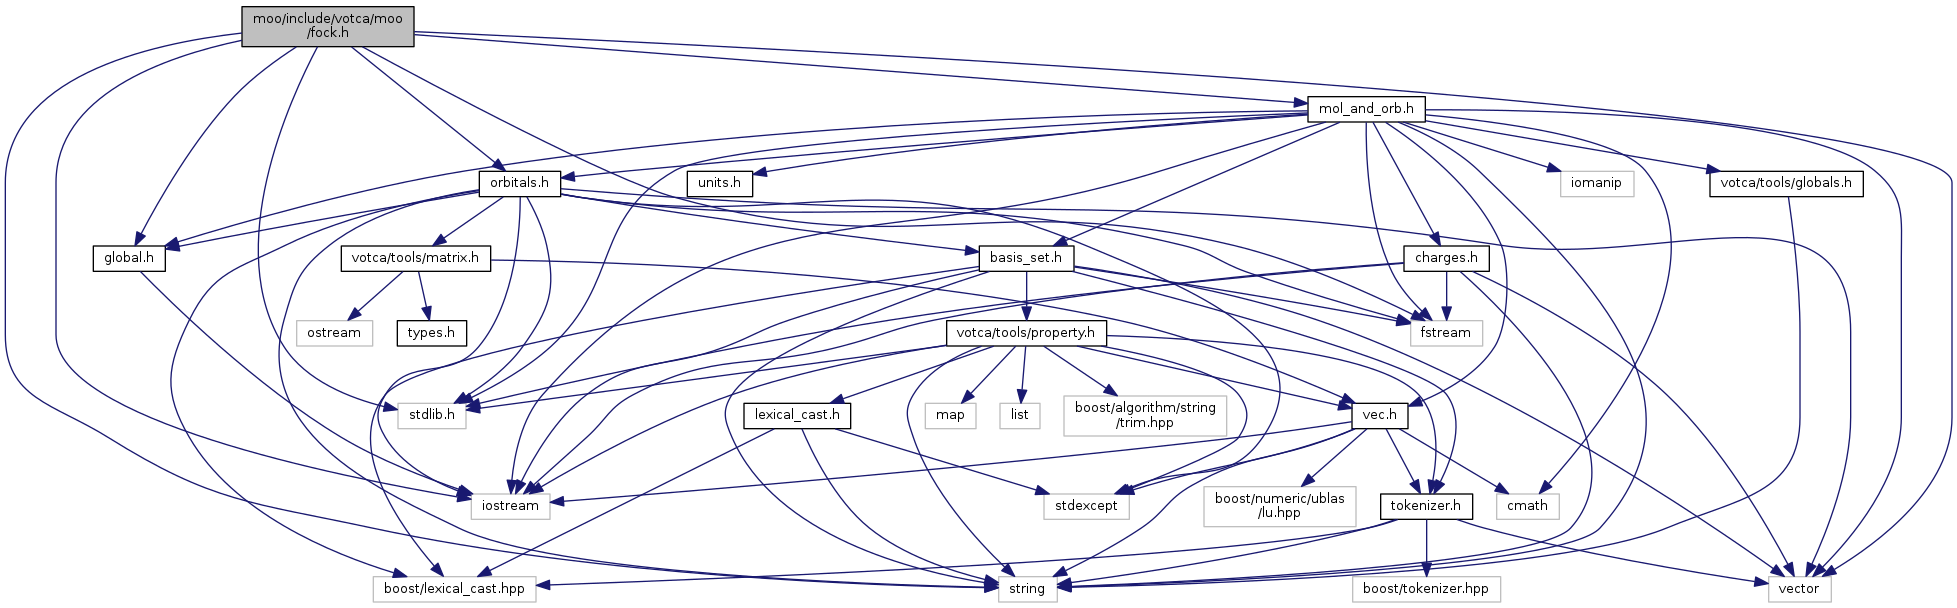 moo/include/votca/moo
/fock.h
mol_and_orb.h
orbitals.h
units.h
iomanip
votca/tools/globals.h
global.h
votca/tools/matrix.h
basis_set.h
charges.h
ostream
types.h
votca/tools/property.h
fstream
stdlib.h
lexical_cast.h
map
list
boost/algorithm/string
/trim.hpp
vec.h
iostream
stdexcept
boost/numeric/ublas
/lu.hpp
tokenizer.h
cmath
boost/lexical_cast.hpp
string
boost/tokenizer.hpp
vector